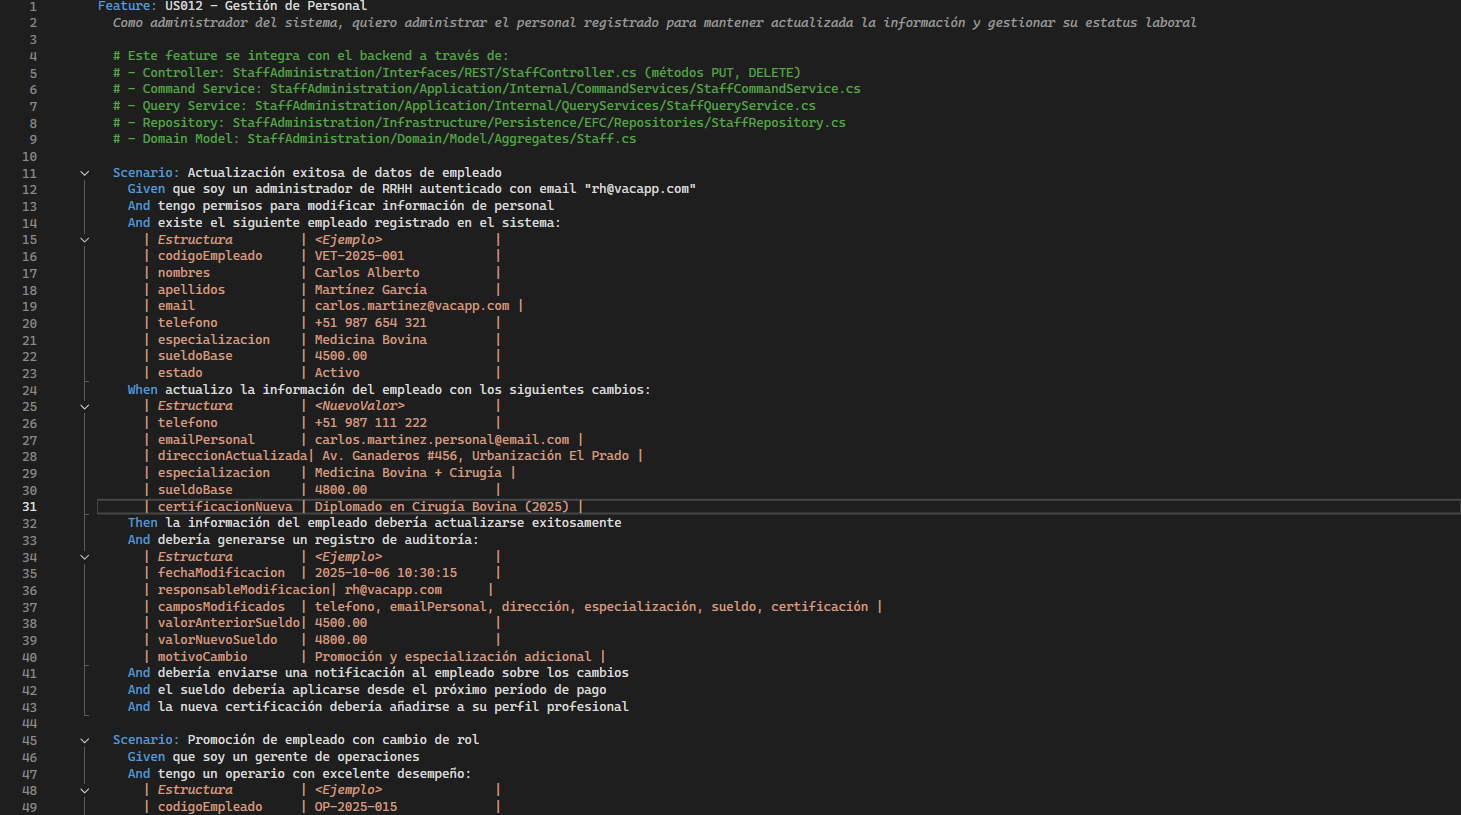 1 Feature: US012 - Gestión de Personal
2 Como administrador del sistema, quiero administrar el personal registrado para mantener actualizada la información y gestionar su estatus laboral
3
4 # Este feature se integra con el backend a través de:
5 # - Controller: StaffAdministration/Interfaces/REST/StaffController.cs (métodos PUT, DELETE)
6 # - Command Service: StaffAdministration/Application/Internal/CommandServices/StaffCommandService.cs
7 # - Query Service: StaffAdministration/Application/Internal/QueryServices/StaffQueryService.cs
8 # - Repository: StaffAdministration/Infrastructure/Persistence/EFC/Repositories/StaffRepository.cs
9 # - Domain Model: StaffAdministration/Domain/Model/Aggregates/Staff.cs
10
11 Scenario: Actualización exitosa de datos de empleado
12 Given que soy un administrador de RRHH autenticado con email "rh@vacapp.com"
13 And tengo permisos para modificar información de personal
14 And existe el siguiente empleado registrado en el sistema:
15 | Estructura | <Ejemplo> |
16 | codigoEmpleado | VET-2025-001 |
17 | nombres | Carlos Alberto |
18 | apellidos | Martínez García |
19 | email | carlos.martinez@vacapp.com |
20 | telefono | +51 987 654 321 |
21 | especializacion | Medicina Bovina |
22 | sueldoBase | 4500.00 |
23 | estado | Activo |
24 When actualizo la información del empleado con los siguientes cambios:
25 | Estructura | <NuevoValor> |
26 | telefono | +51 987 111 222 |
27 | emailPersonal | carlos.martinez.personal@email.com |
28 | direccionActualizada| Av. Ganaderos #456, Urbanización El Prado |
29 | especializacion | Medicina Bovina + Cirugía |
30 | sueldoBase | 4800.00 |
31 | certificacionNueva | Diplomado en Cirugía Bovina (2025) |
32 Then la información del empleado debería actualizarse exitosamente
33 And debería generarse un registro de auditoría:
34 | Estructura | <Ejemplo> |
35 | fechaModificacion | 2025-10-06 10:30:15 |
36 | responsableModificacion| rh@vacapp.com |
37 | camposModificados | telefono, emailPersonal, dirección, especialización, sueldo, certificación |
38 | valorAnteriorSueldo| 4500.00 |
39 | valorNuevoSueldo | 4800.00 |
40 | motivoCambio | Promoción y especialización adicional |
41 And debería enviarse una notificación al empleado sobre los cambios
42 And el sueldo debería aplicarse desde el próximo período de pago
43 And la nueva certificación debería añadirse a su perfil profesional
44
45 Scenario: Promoción de empleado con cambio de rol
46 Given que soy un gerente de operaciones
47 And tengo un operario con excelente desempeño:
48 | Estructura | <Ejemplo> |
49 | codigoEmpleado | OP-2025-015 |